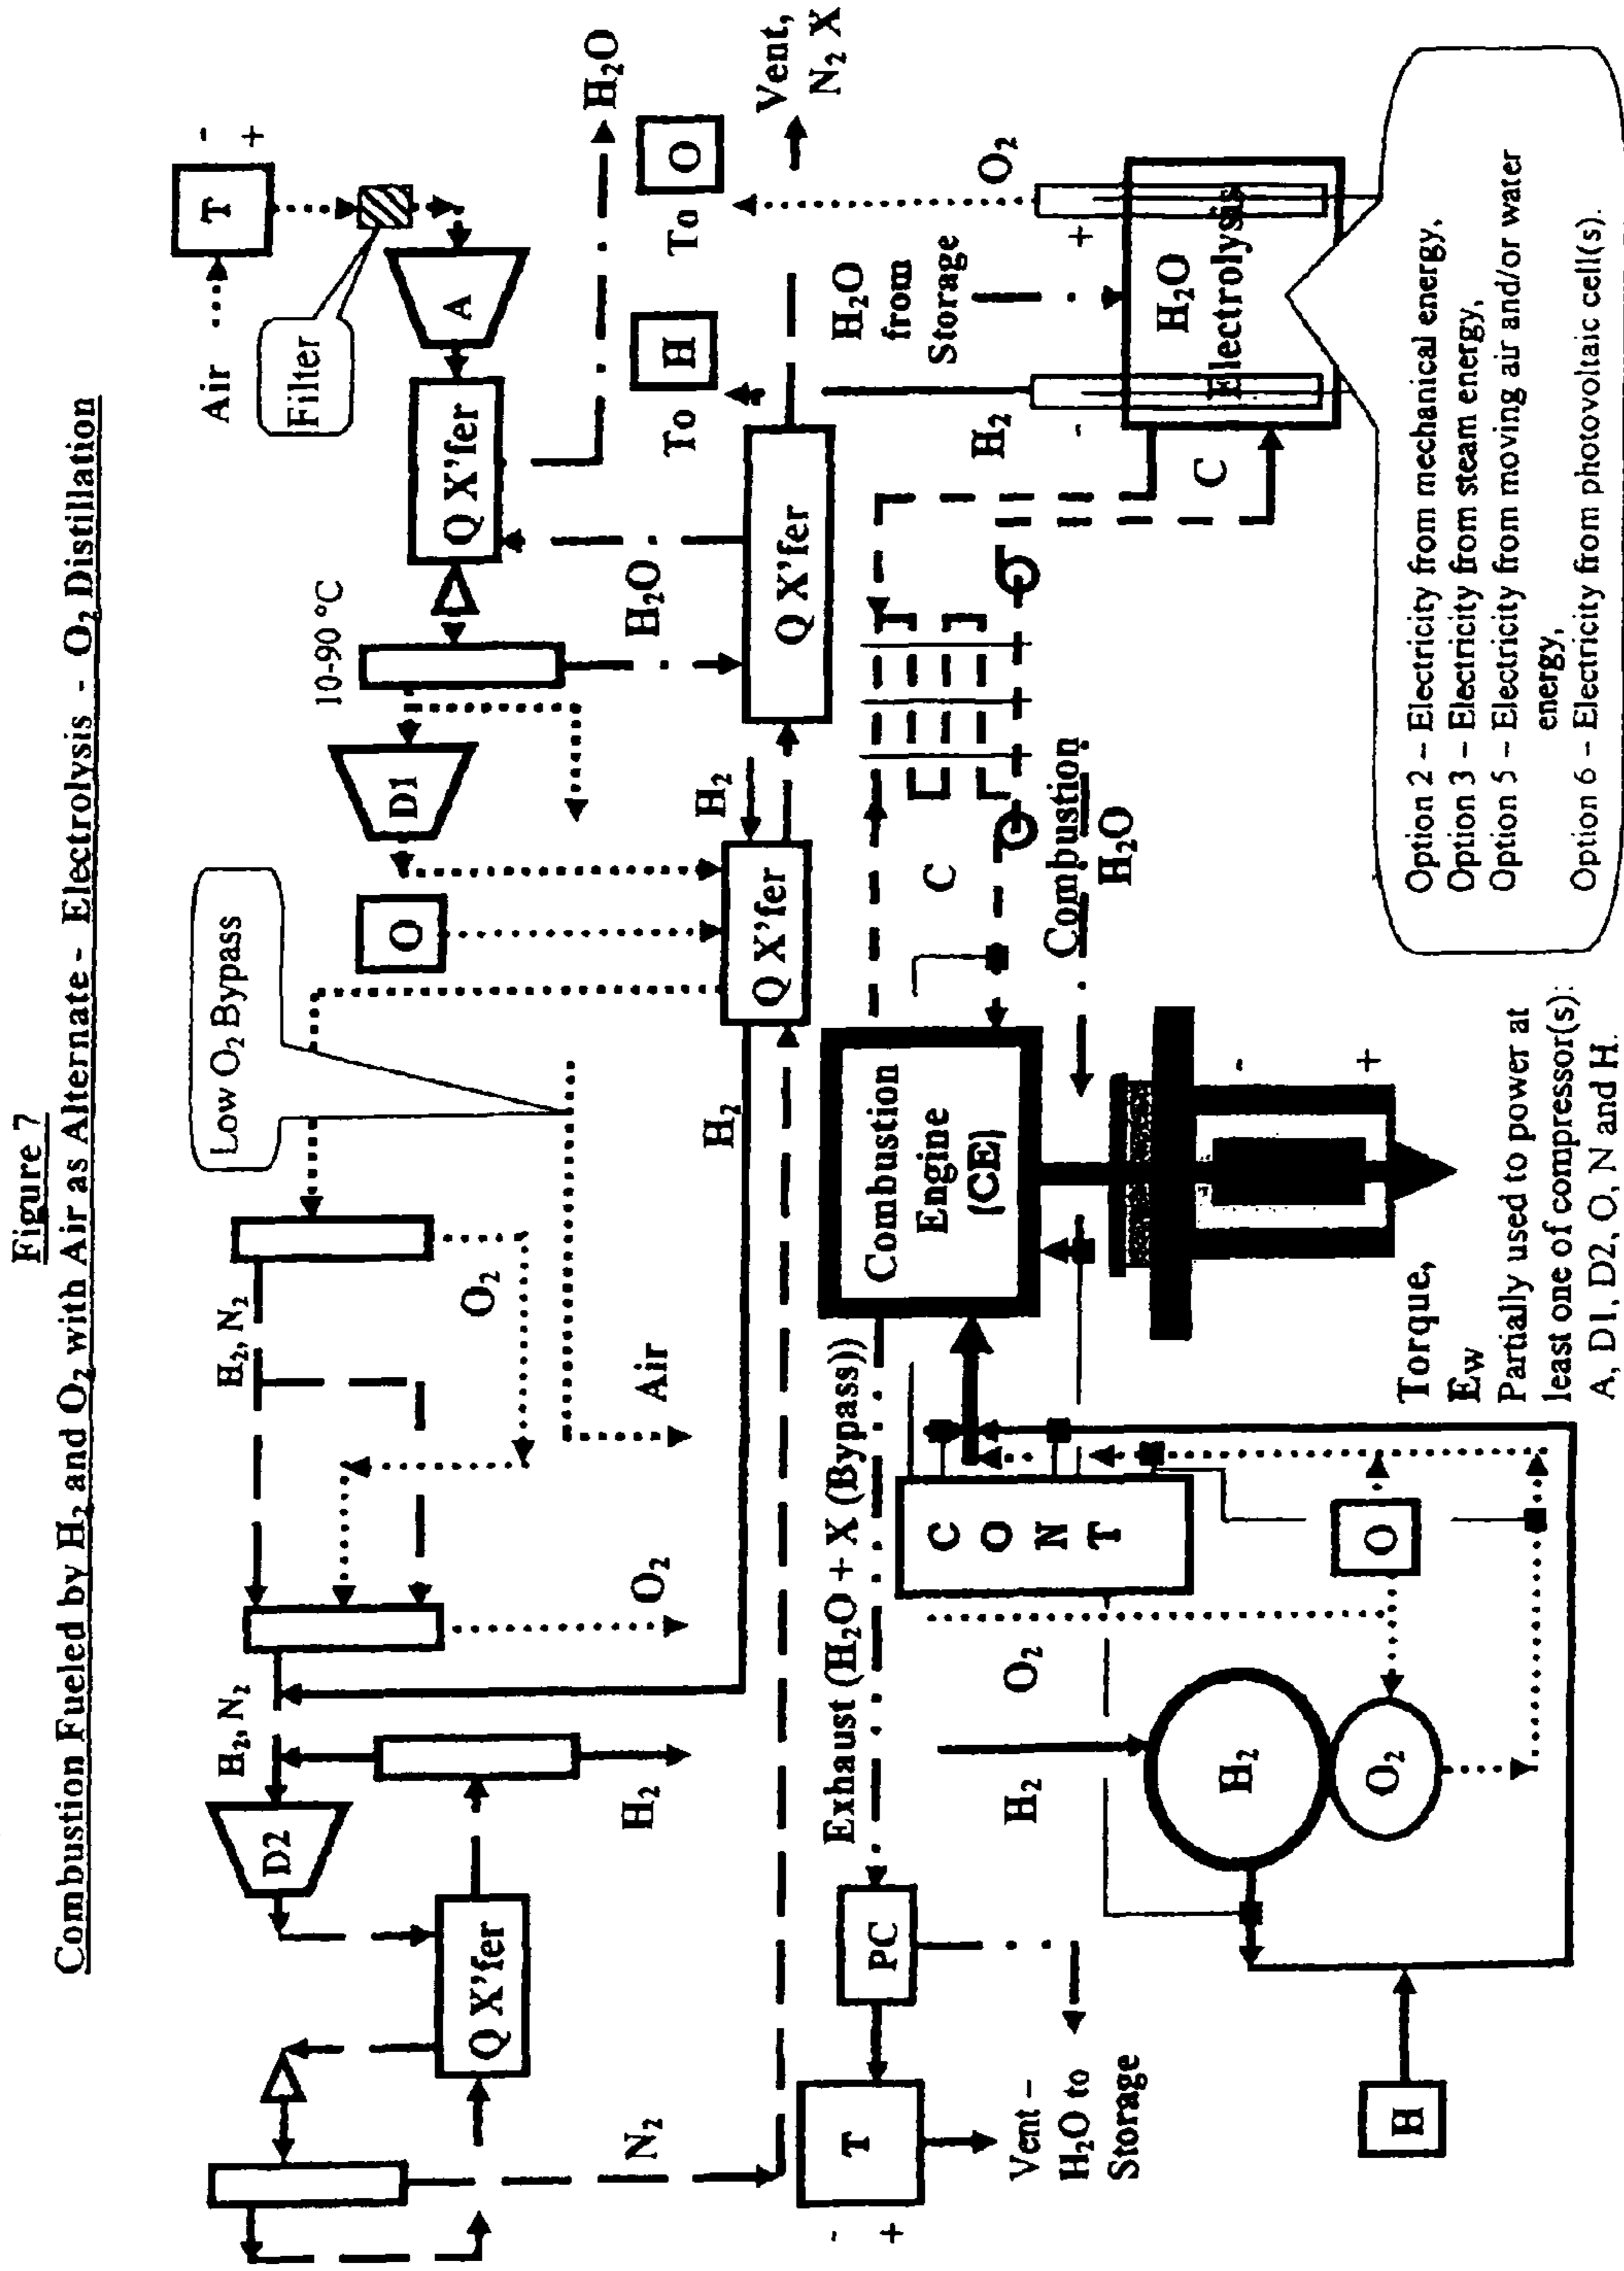 Figure 7
Combustion Fueled by H₂ and O₂ with Air as Alternate - Electrolysis - O₂ Distillation
T
-
+
Air
Filter
A
Q X'fer
H₂O
10-90 °C
D1
Low O₂ Bypass
O
H₂, N₂
O₂
H₂, N₂
D2
Q X'fer
N₂
H₂
O₂
Air
H₂
Q X'fer
H₂
H₂O
Q X'fer
To H
To O
Vent,
N₂ X
Exhaust (H₂O + X (Bypass))
PC
T
-
+
Vent –
H₂O to
Storage
Combustion
Engine
(CE)
C
C
Combustion
H₂O
H₂
-
H₂O
from
Storage
+
O₂
H₂O
Electrolysis
C
O
N
T
H₂
O₂
H₂
O₂
O
H
-
+
Torque,
Ew
Partially used to power at
least one of compressor(s):
A, D1, D2, O, N and H.
Option 2 – Electricity from mechanical energy,
Option 3 – Electricity from steam energy,
Option 5 – Electricity from moving air and/or water
energy,
Option 6 – Electricity from photovoltaic cell(s).